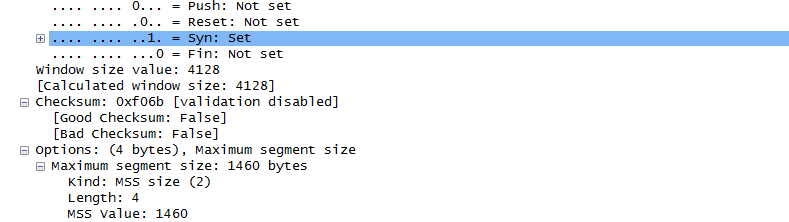 .... .... 0... = Push: Not set
.... .... .0.. = Reset: Not set
.... .... ..1. = Syn: Set
.... .... ...0 = Fin: Not set
Window size value: 4128
[Calculated window size: 4128]
Checksum: 0xf06b [validation disabled]
[Good Checksum: False]
[Bad Checksum: False]
Options: (4 bytes), Maximum segment size
Maximum segment size: 1460 bytes
Kind: MSS size (2)
Length: 4
MSS Value: 1460